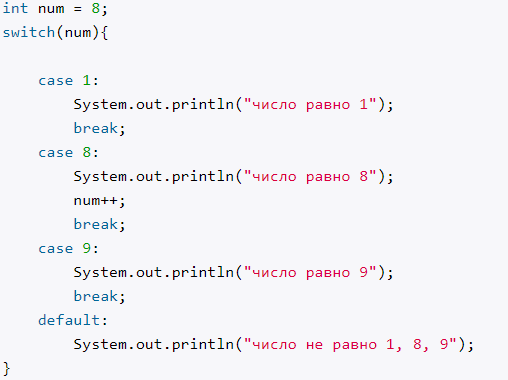 int num = 8;
switch(num){
    case 1:
        System.out.println("число равно 1");
        break;
    case 8:
        System.out.println("число равно 8");
        num++;
        break;
    case 9:
        System.out.println("число равно 9");
        break;
    default:
        System.out.println("число не равно 1, 8, 9");
}